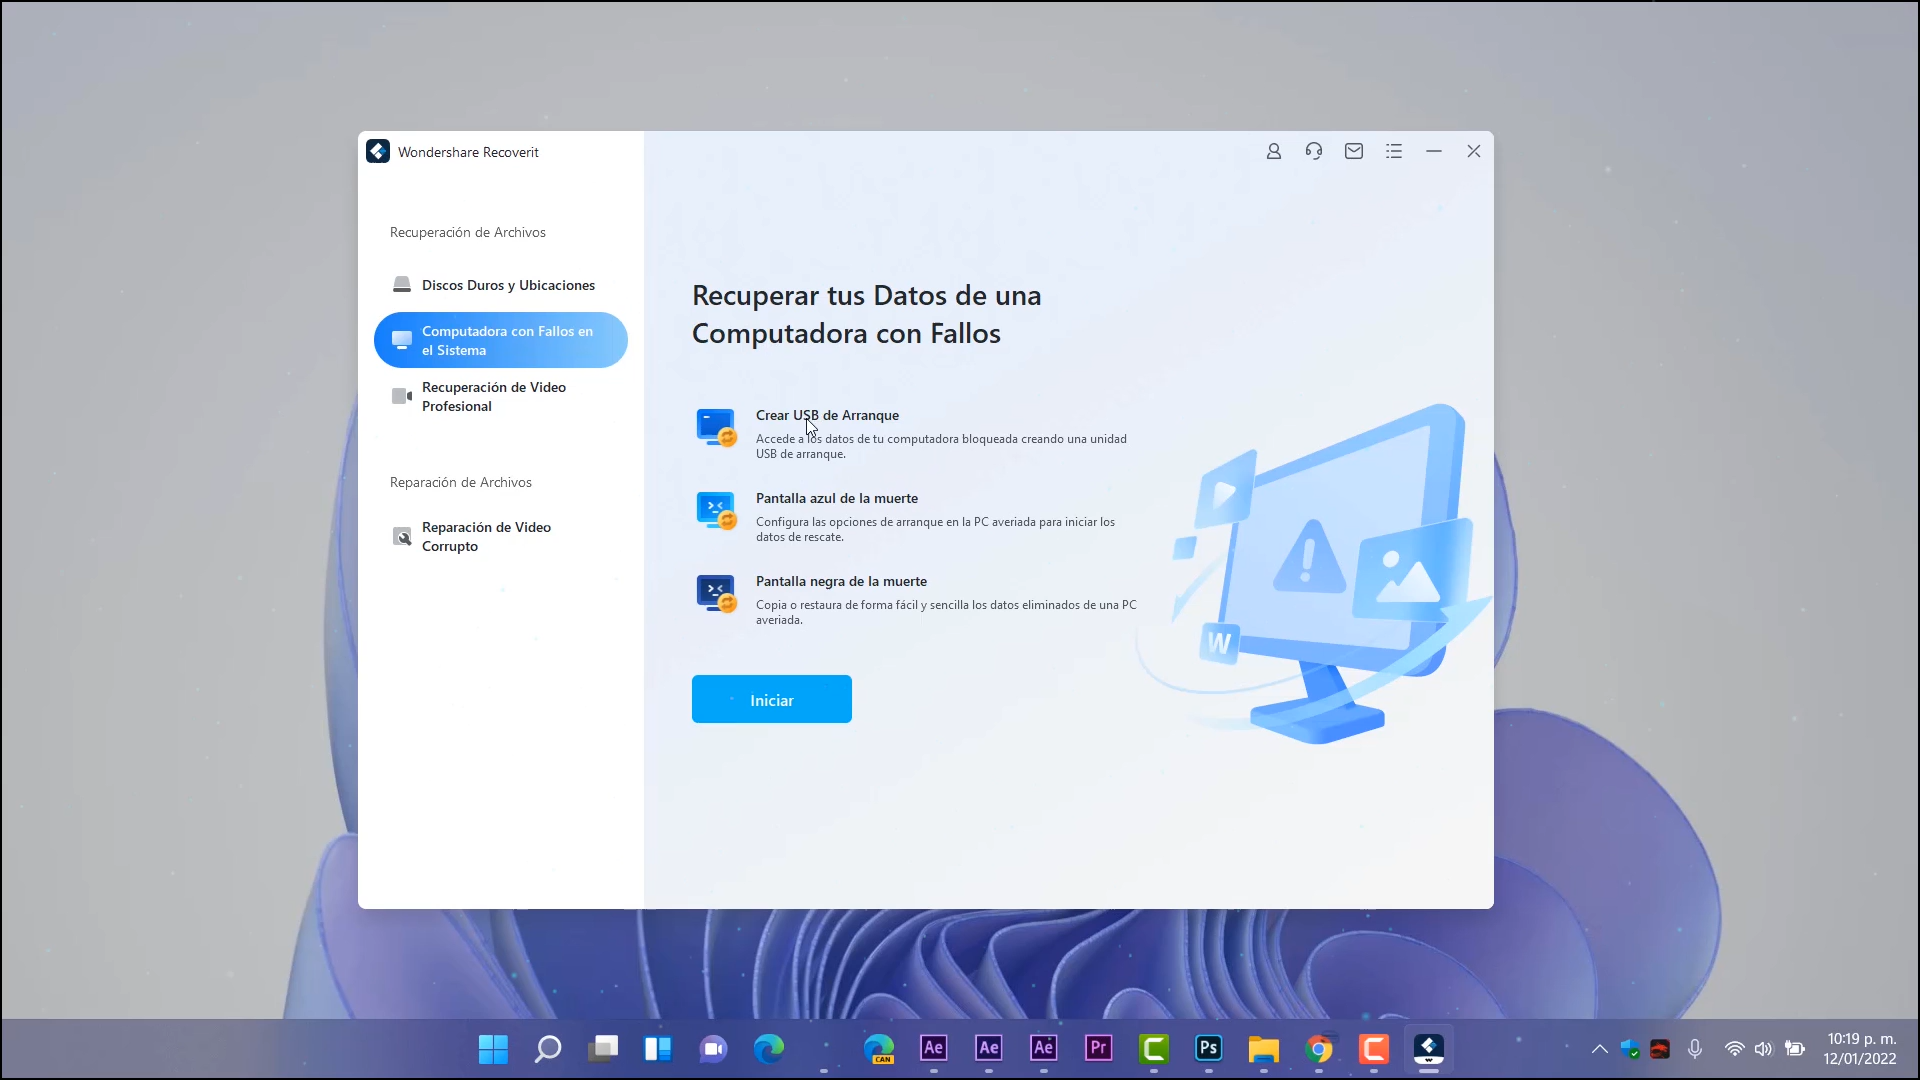 Wondershare Recoverit
Recuperación de Archivos
Discos Duros y Ubicaciones
Computadora con Fallos en
el Sistema
Recuperación de Video
Profesional
Reparación de Archivos
Reparación de Video
Corrupto
Recuperar tus Datos de una
Computadora con Fallos
Crear USB de Arranque
Accede a los datos de tu computadora bloqueada creando una unidad
USB de arranque.
Pantalla azul de la muerte
Configura las opciones de arranque en la PC averiada para iniciar los
datos de rescate.
Pantalla negra de la muerte
Copia o restaura de forma fácil y sencilla los datos eliminados de una PC
averiada.
Iniciar
W
CAN
Ae
Ae
Ae
Pr
C
Ps
C
10:19 p. m.
12/01/2022